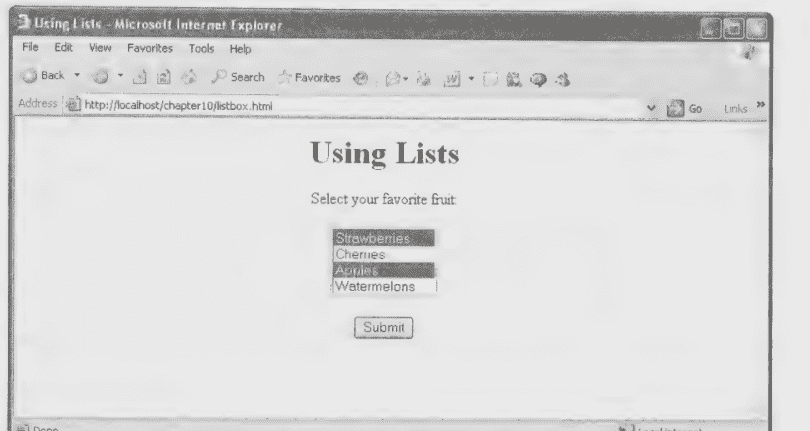 Using Lists - Microsoft Internet Explorer
File Edit View Favorites Tools Help
Back Search Favorites
Address http://localhost/chapter10/listbox.html Go Links »
Using Lists
Select your favorite fruit:
Strawberries
Cherries
Apples
Watermelons
Submit
Done